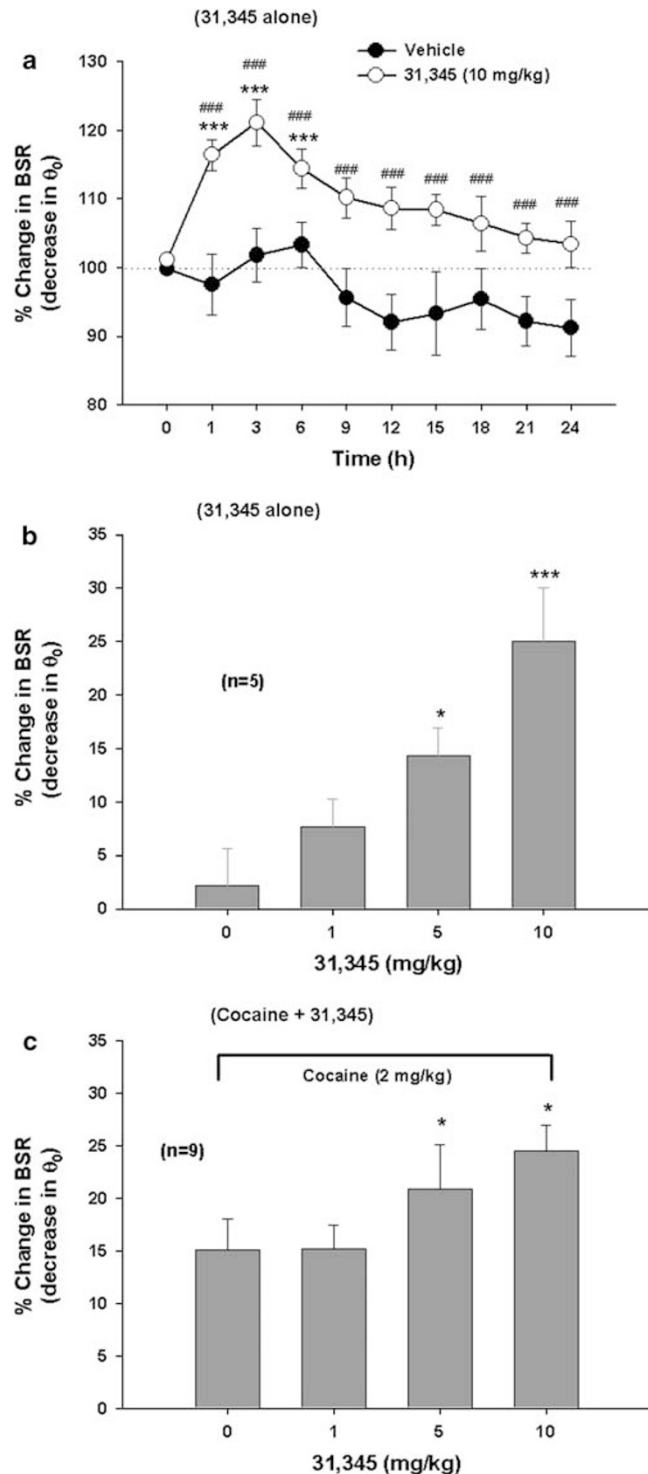 (31,345 alone)
a
Vehicle
31,345 (10 mg/kg)
% Change in BSR
(decrease in θ0)
130
120
110
100
90
80
###
***
###
***
###
***
###
###
###
###
###
###
0 1 3 6 9 12 15 18 21 24
Time (h)
(31,345 alone)
b
% Change in BSR
(decrease in θ0)
35
30
25
20
15
10
5
0
(n=5)
*
***
0 1 5 10
31,345 (mg/kg)
(Cocaine + 31,345)
c
% Change in BSR
(decrease in θ0)
35
30
25
20
15
10
5
0
Cocaine (2 mg/kg)
(n=9)
*
*
0 1 5 10
31,345 (mg/kg)